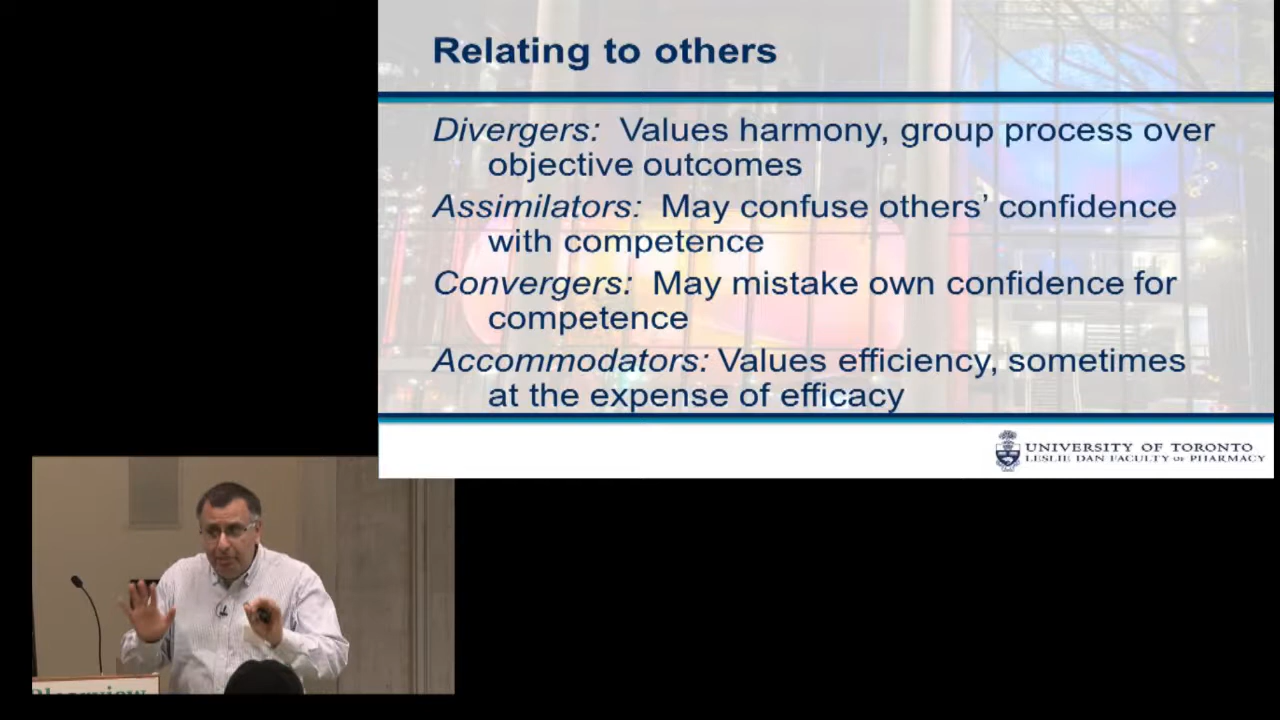 Relating to others
Divergers: Values harmony, group process over
objective outcomes
Assimilators: May confuse others’ confidence
with competence
Convergers: May mistake own confidence for
competence
Accommodators: Values efficiency, sometimes
at the expense of efficacy
UNIVERSITY OF TORONTO
LESLIE DAN FACULTY OF PHARMACY